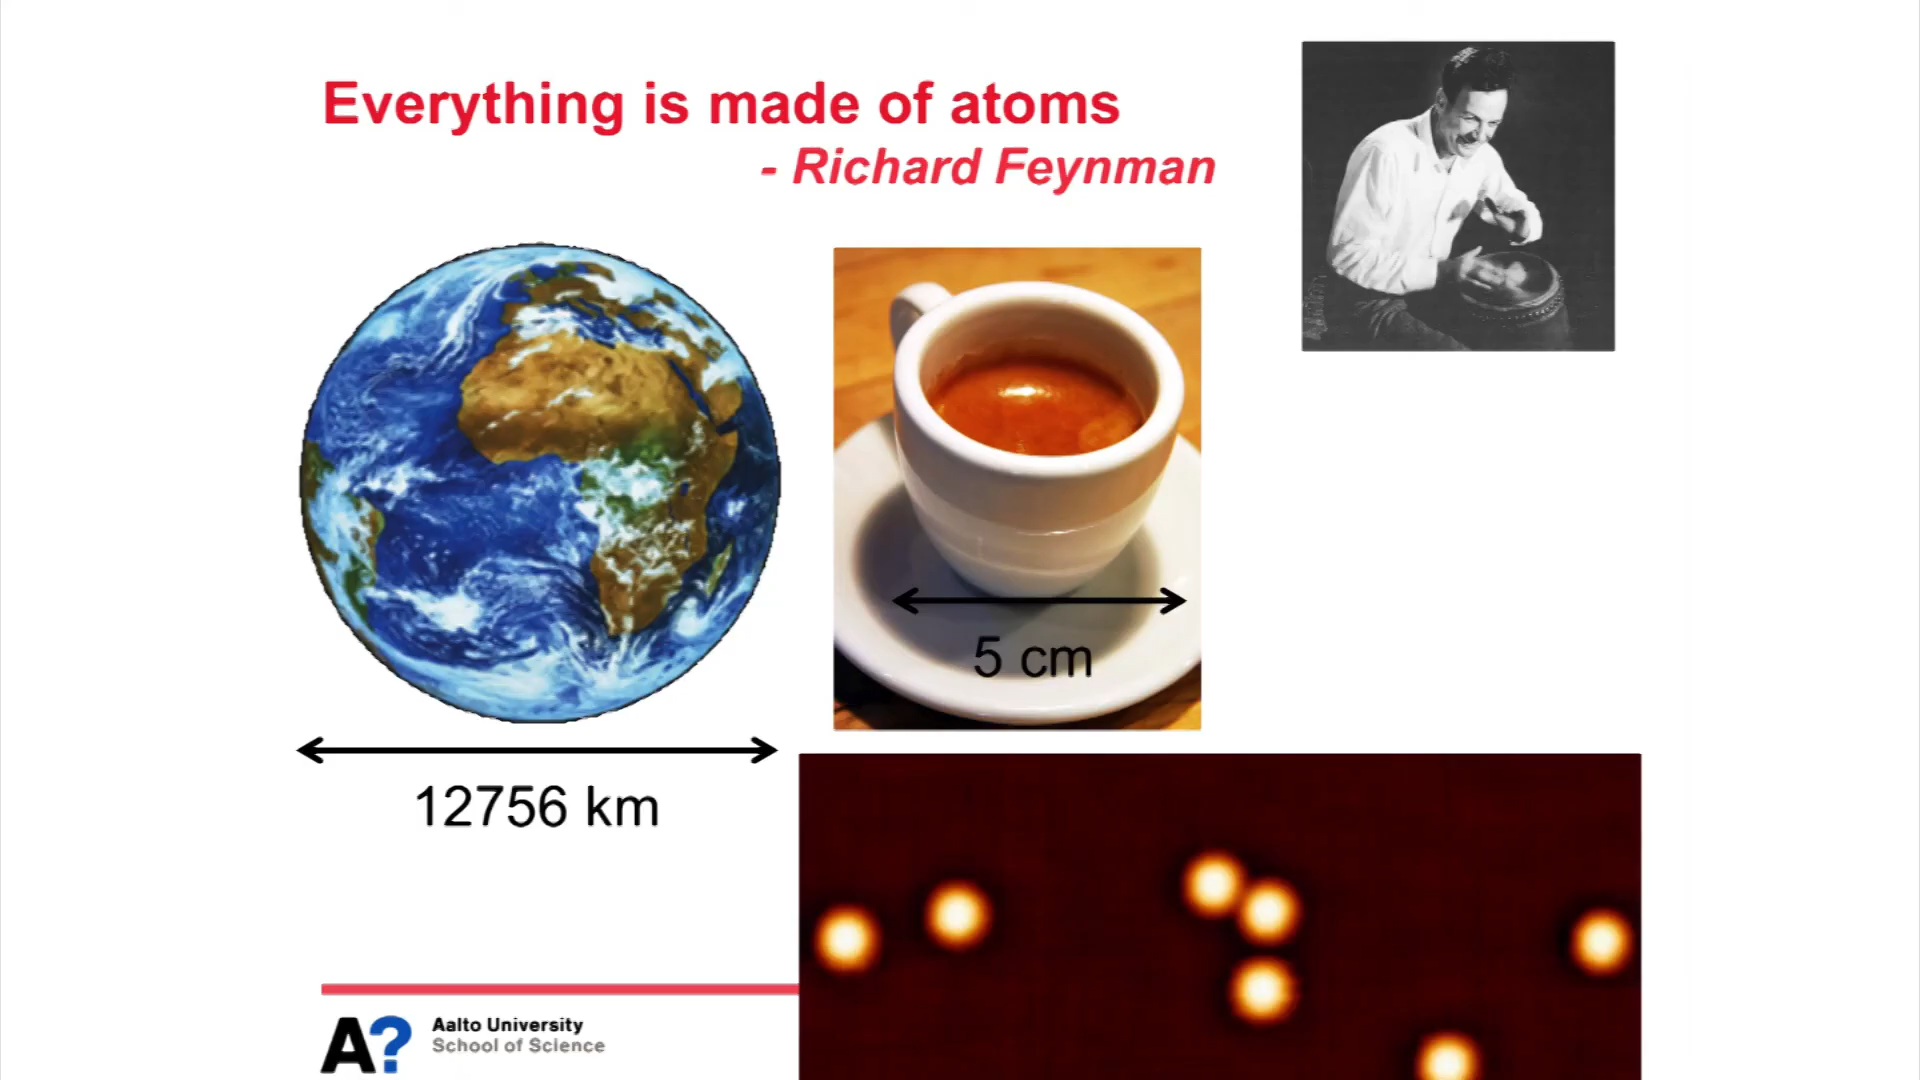 Everything is made of atoms
- Richard Feynman
5 cm
12756 km
A?
Aalto University
School of Science